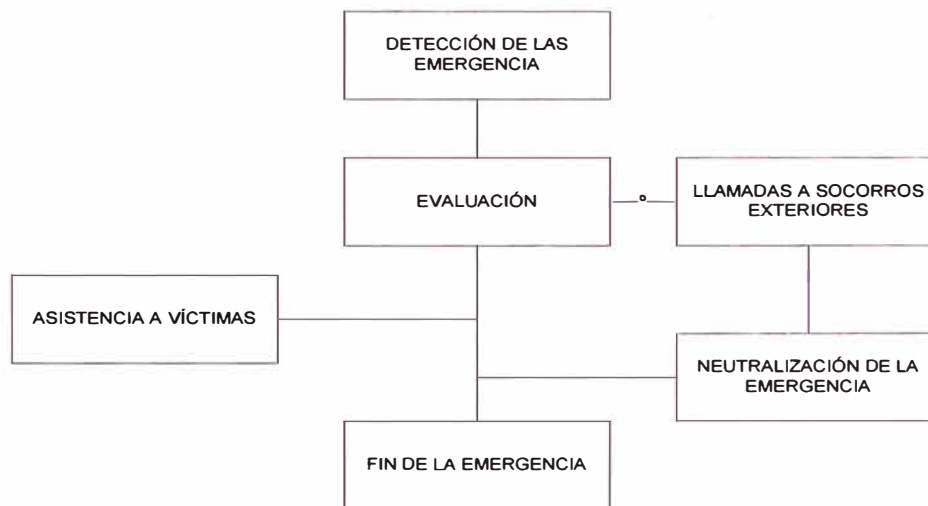 DETECCIÓN DE LAS
EMERGENCIA
EVALUACIÓN
LLAMADAS A SOCORROS
EXTERIORES
ASISTENCIA A VÍCTIMAS
NEUTRALIZACIÓN DE LA
EMERGENCIA
FIN DE LA EMERGENCIA